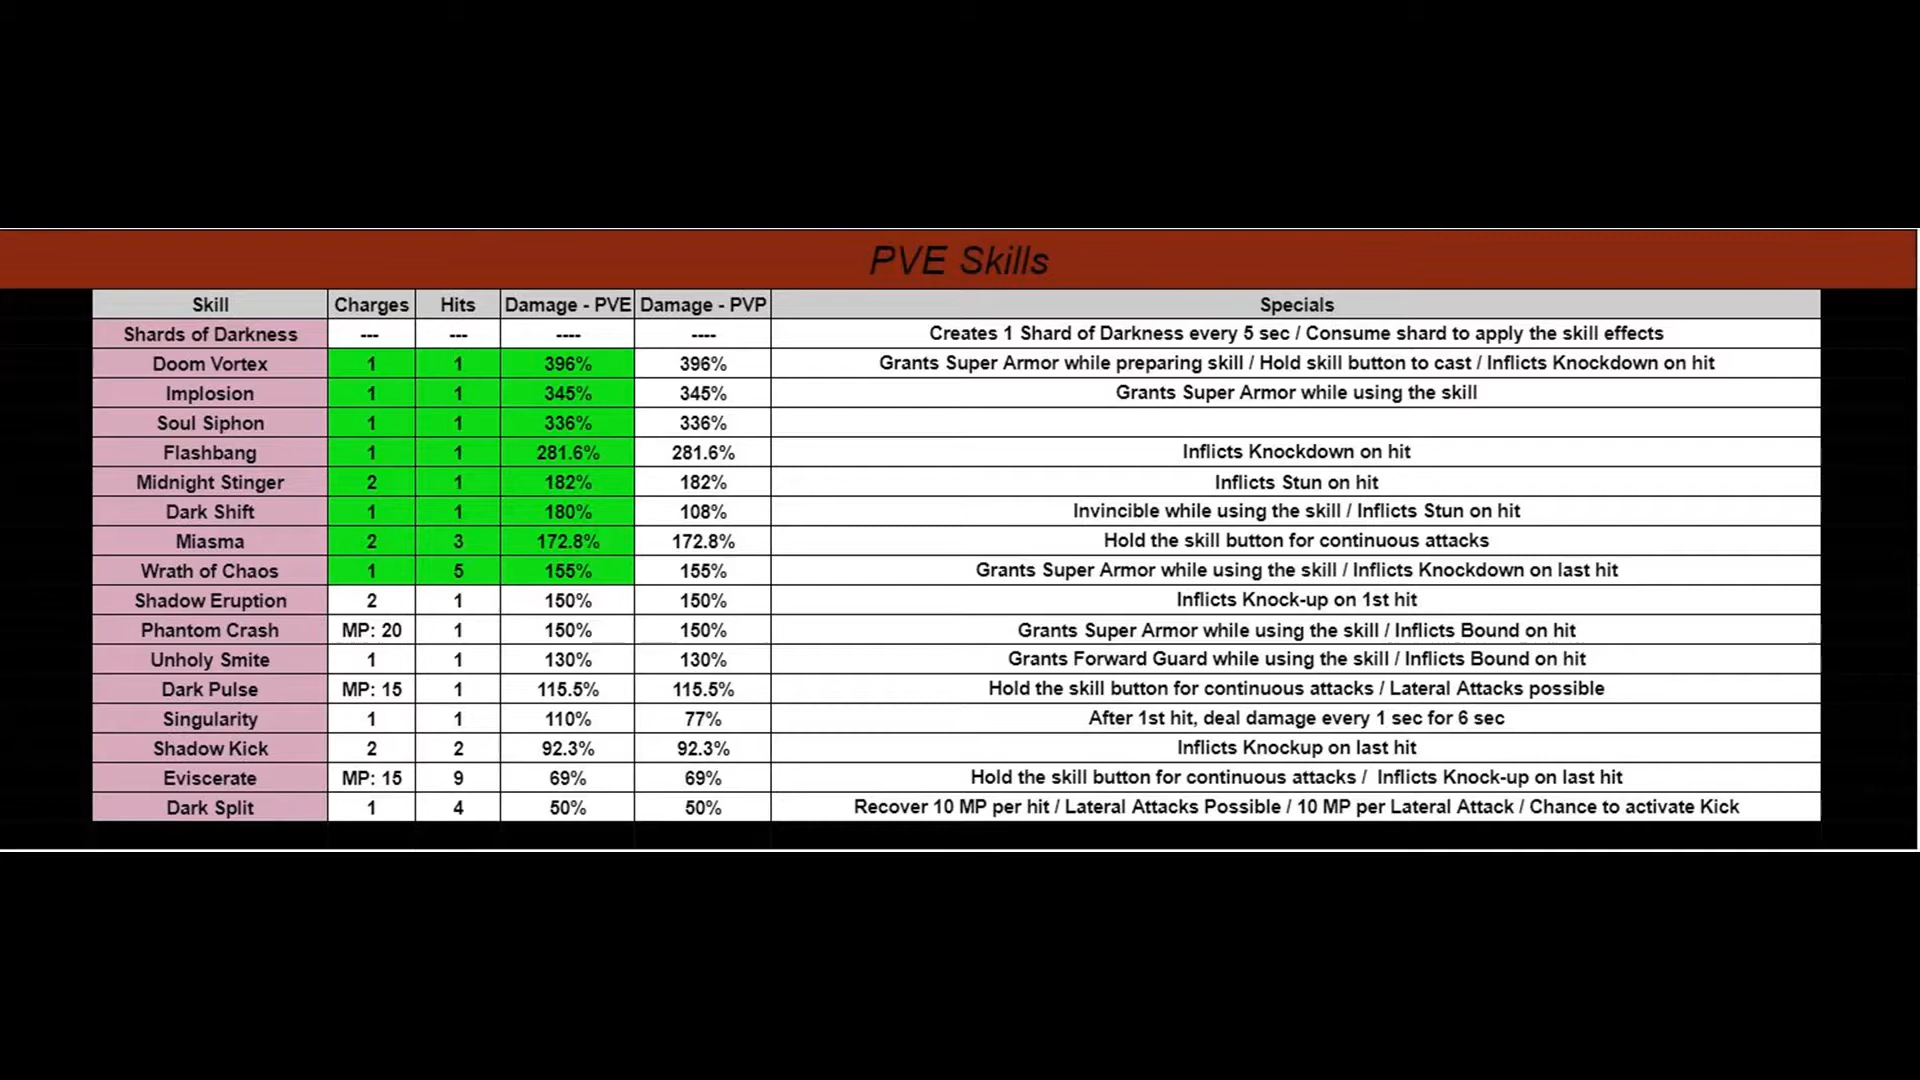 PVE Skills
Skill Charges Hits Damage - PVE Damage - PVP Specials
Shards of Darkness --- --- ---- ---- Creates 1 Shard of Darkness every 5 sec / Consume shard to apply the skill effects
Doom Vortex 1 1 396% 396% Grants Super Armor while preparing skill / Hold skill button to cast / Inflicts Knockdown on hit
Implosion 1 1 345% 345% Grants Super Armor while using the skill
Soul Siphon 1 1 336% 336%
Flashbang 1 1 281.6% 281.6% Inflicts Knockdown on hit
Midnight Stinger 2 1 182% 182% Inflicts Stun on hit
Dark Shift 1 1 180% 108% Invincible while using the skill / Inflicts Stun on hit
Miasma 2 3 172.8% 172.8% Hold the skill button for continuous attacks
Wrath of Chaos 1 5 155% 155% Grants Super Armor while using the skill / Inflicts Knockdown on last hit
Shadow Eruption 2 1 150% 150% Inflicts Knock-up on 1st hit
Phantom Crash MP: 20 1 150% 150% Grants Super Armor while using the skill / Inflicts Bound on hit
Unholy Smite 1 1 130% 130% Grants Forward Guard while using the skill / Inflicts Bound on hit
Dark Pulse MP: 15 1 115.5% 115.5% Hold the skill button for continuous attacks / Lateral Attacks possible
Singularity 1 1 110% 77% After 1st hit, deal damage every 1 sec for 6 sec
Shadow Kick 2 2 92.3% 92.3% Inflicts Knockup on last hit
Eviscerate MP: 15 9 69% 69% Hold the skill button for continuous attacks / Inflicts Knock-up on last hit
Dark Split 1 4 50% 50% Recover 10 MP per hit / Lateral Attacks Possible / 10 MP per Lateral Attack / Chance to activate Kick